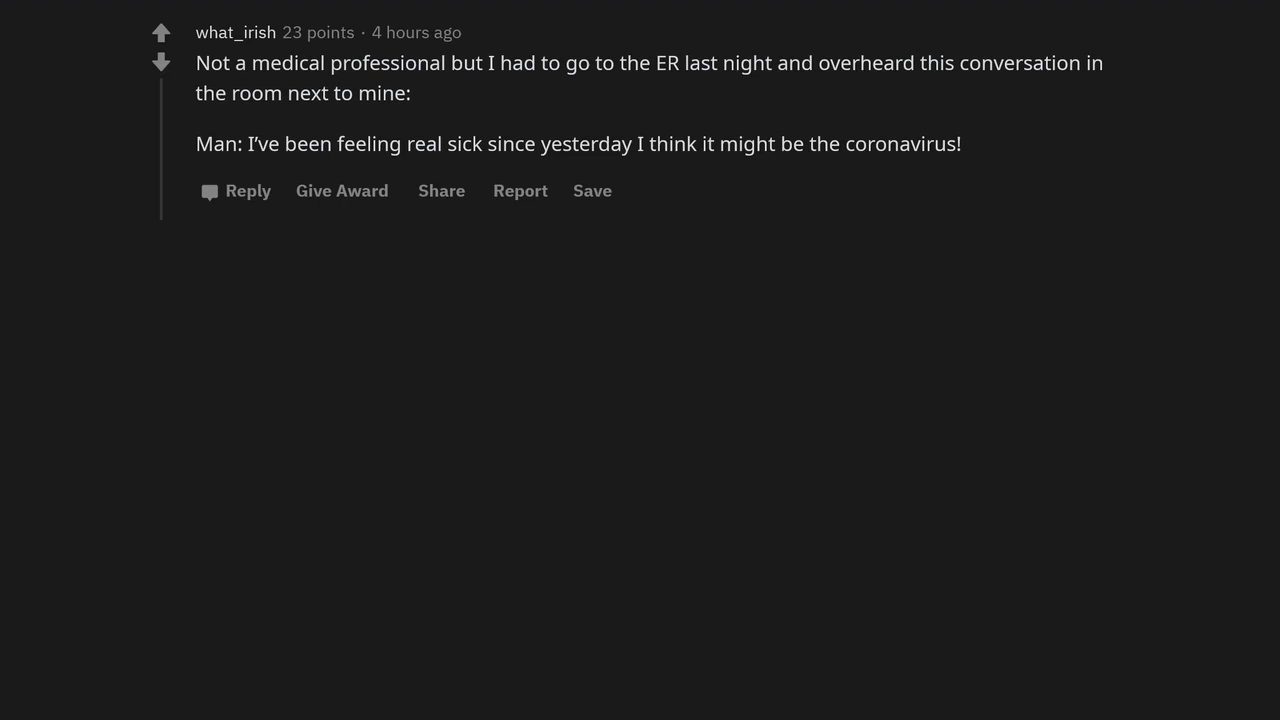 what_irish 23 points · 4 hours ago
Not a medical professional but I had to go to the ER last night and overheard this conversation in
the room next to mine:
Man: I’ve been feeling real sick since yesterday I think it might be the coronavirus!
Reply Give Award Share Report Save